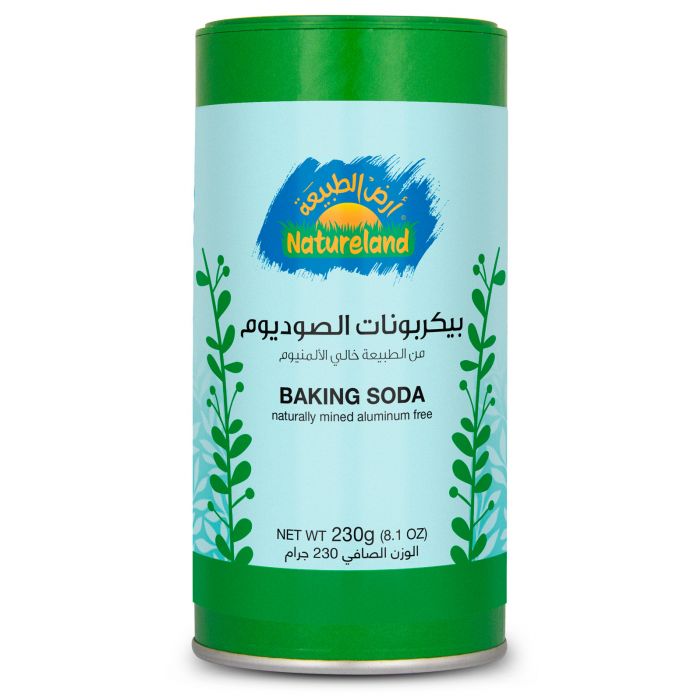 أرض الطبيعة
®
Natureland
بيكربونات الصوديوم
من الطبيعة خالي الالمنيوم
BAKING SODA
naturally mined aluminum free
NET WT 230g (8.1 OZ)
الوزن الصافي 230 جرام